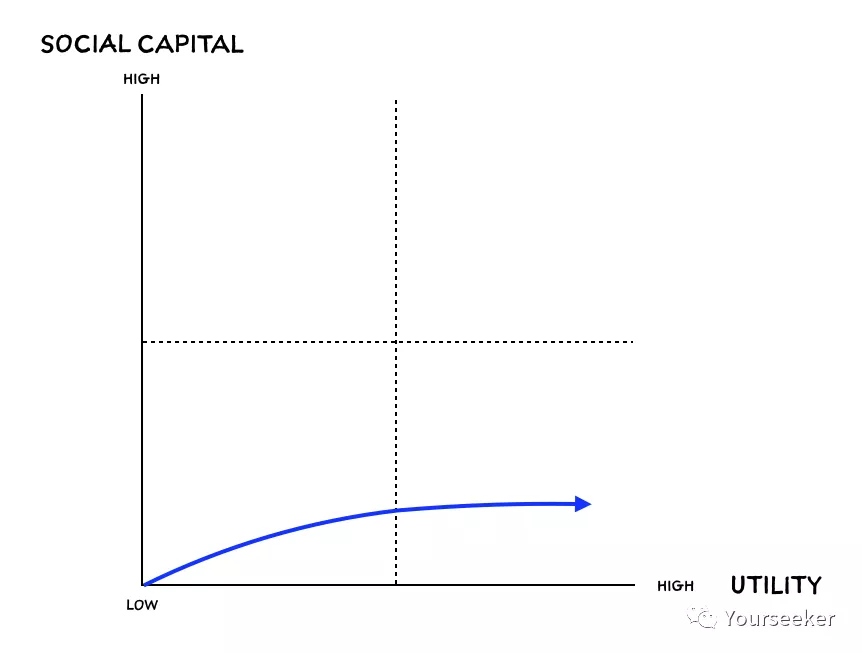 SOCIAL CAPITAL
HIGH
HIGH
UTILITY
LOW
Yourseeker